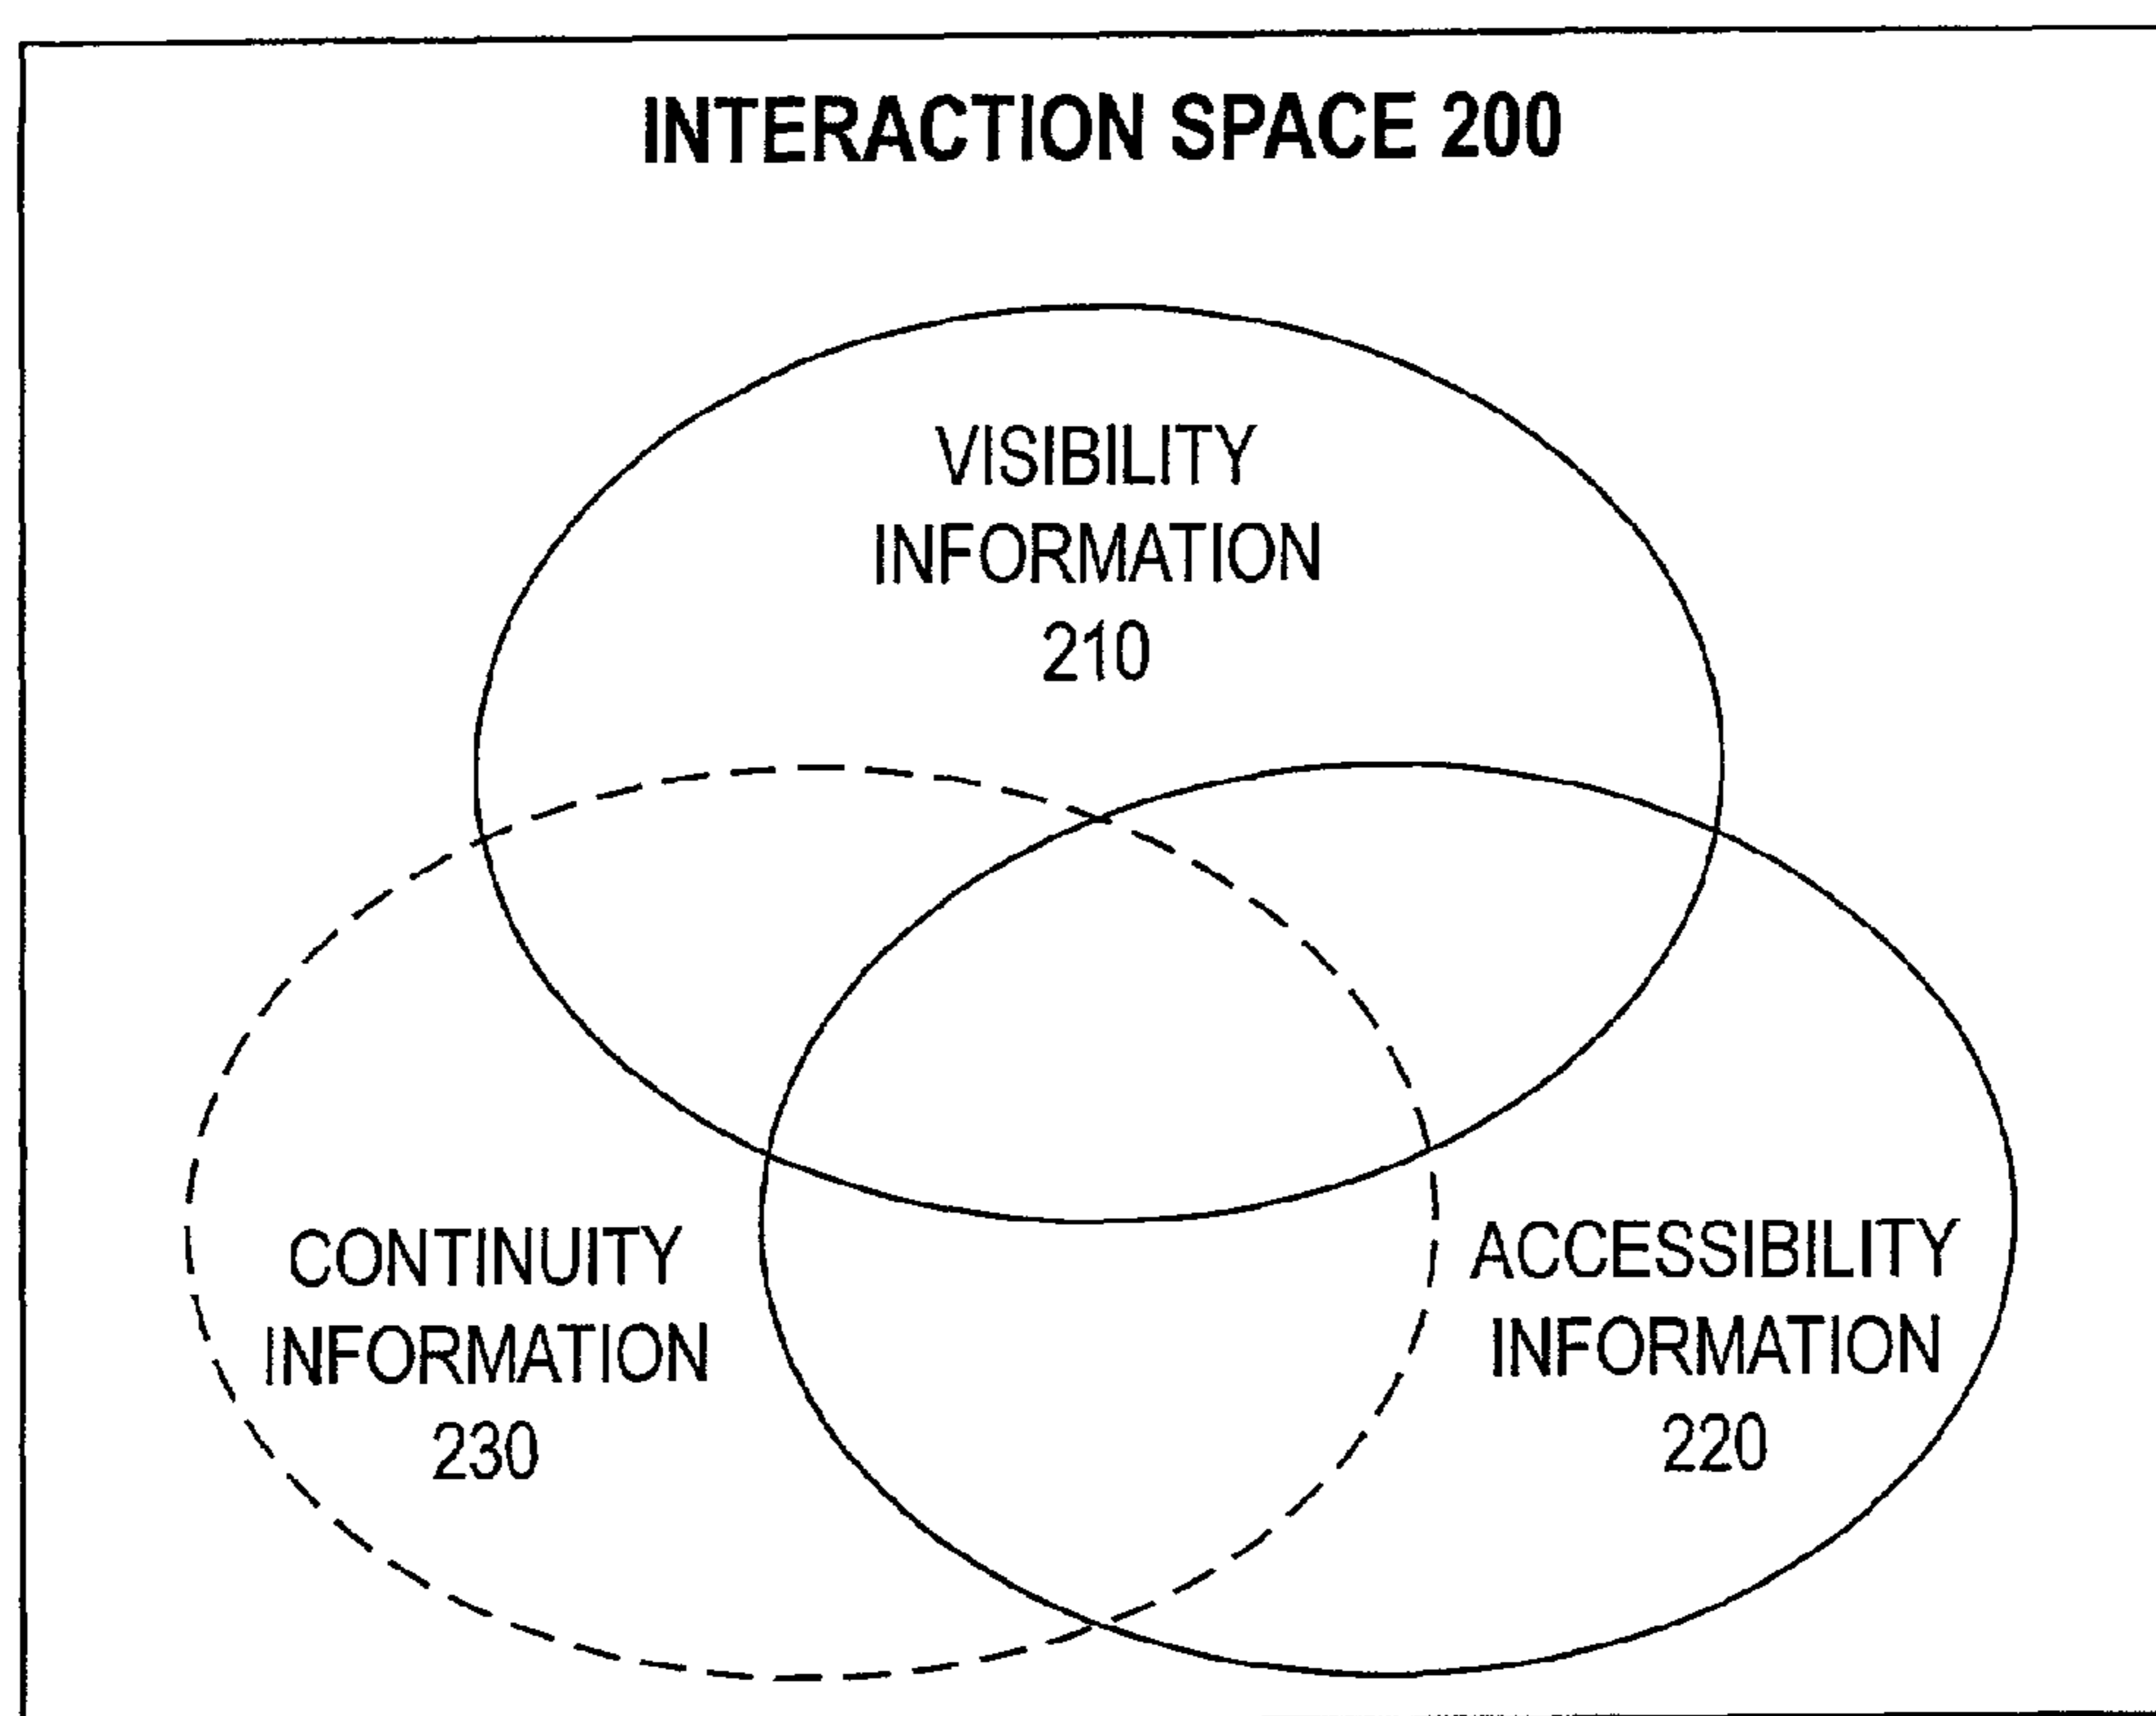 INTERACTION SPACE 200
VISIBILITY
INFORMATION
210
CONTINUITY
INFORMATION
230
ACCESSIBILITY
INFORMATION
220